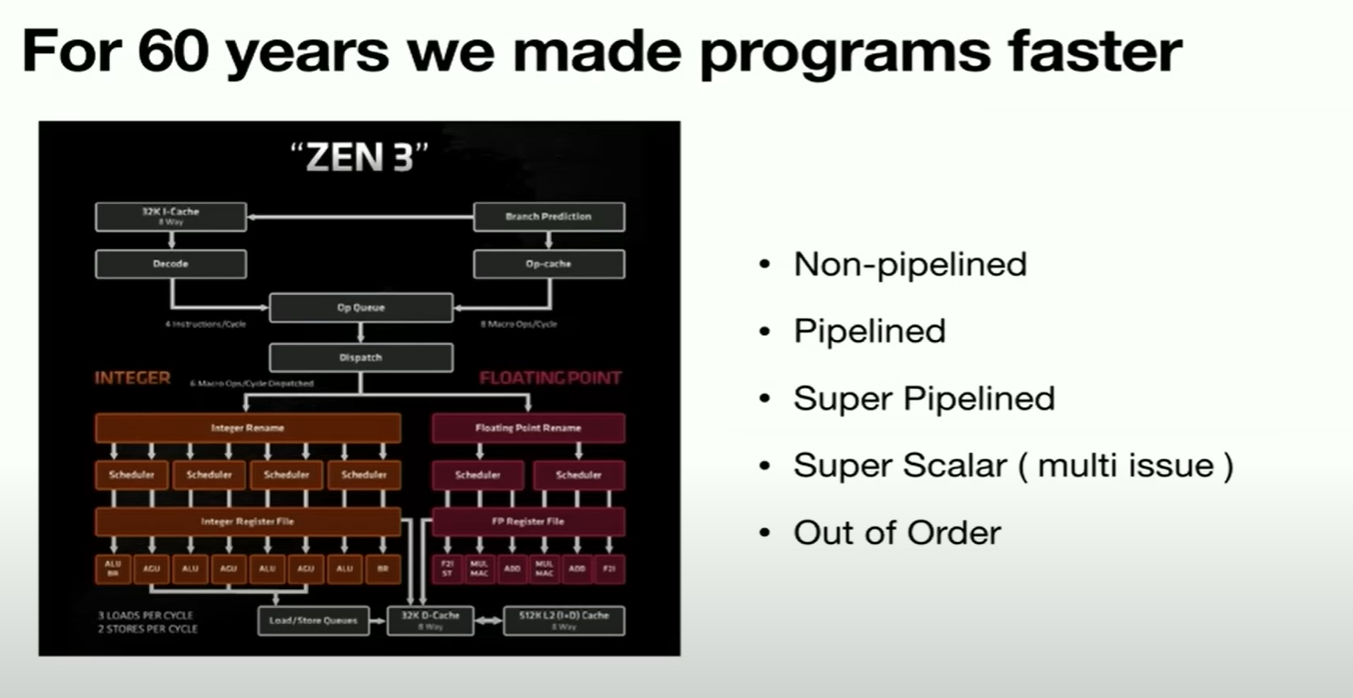 For 60 years we made programs faster
“ZEN 3”
32K I-Cache
8 Way
Branch Prediction
Decode
Op-cache
Op Queue
4 Instructions/Cycle
8 Macro Ops/Cycle
Dispatch
INTEGER
6 Macro Ops/Cycle Dispatched
FLOATING POINT
Integer Rename
Floating Point Rename
Scheduler
Scheduler
Scheduler
Scheduler
Scheduler
Scheduler
Integer Register File
FP Register File
ALU
BR
AGU
ALU
AGU
ALU
AGU
ALU
BR
F2I
ST
MUL
MAC
ADD
MUL
MAC
ADD
F2I
3 LOADS PER CYCLE
2 STORES PER CYCLE
Load/Store Queues
32K D-Cache
8 Way
512K L2 (I+D) Cache
8 Way
• Non-pipelined
• Pipelined
• Super Pipelined
• Super Scalar ( multi issue )
• Out of Order